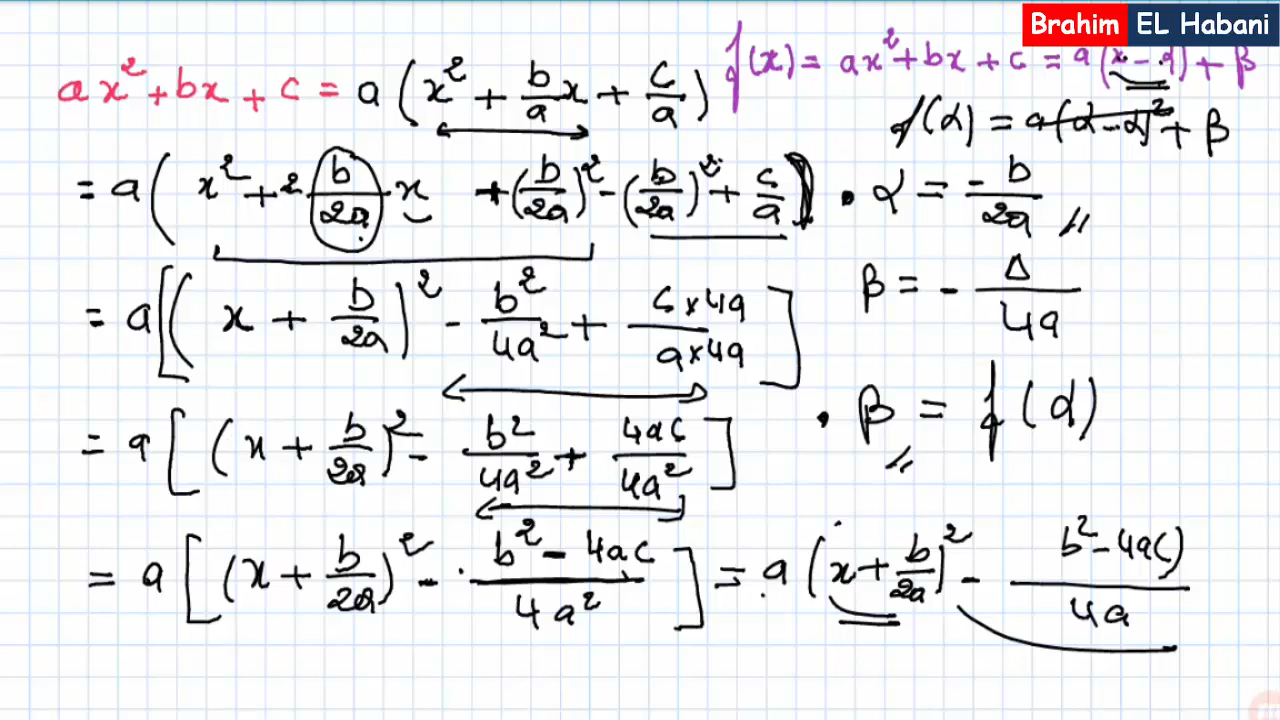 Brahim EL Habani
ax² + bx + c = a(x² + b/a x + c/a)
f(x) = ax² + bx + c = a(x - α) + β
f(α) = a(α - α)² + β
= a(x² + 2 b/2a x + (b/2a)² - (b/2a)² + c/a)
• α = - b/2a
= a[(x + b/2a)² - b²/4a² + c×4a/a×4a]
β = - Δ/4a
= a[(x + b/2a)² - b²/4a² + 4ac/4a²]
• β = f(α)
= a[(x + b/2a)² - b² - 4ac/4a²] = a(x + b/2a)² - b² - 4ac)/4a